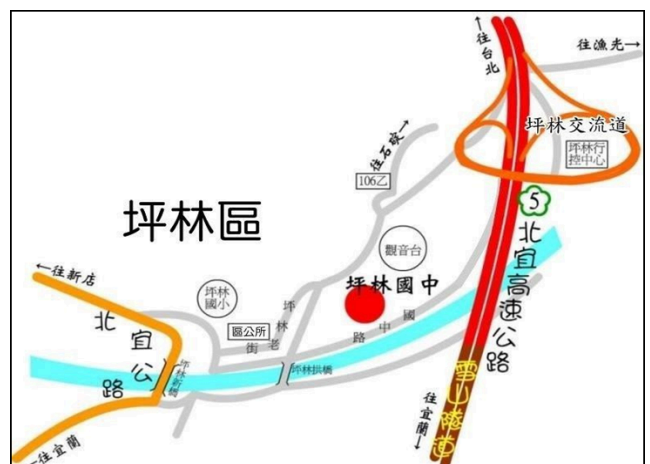 ←往台北
往漁光→
坪林交流道
坪林行
控中心
往石碇→
106乙
5
北宜高速公路
坪林區
觀音台
坪林國中
←往新店
坪林
國小
坪林老街
國中路
區公所
北宜公路
坪林新橋
坪林拱橋
雪山隧道
往宜蘭→
←往宜蘭